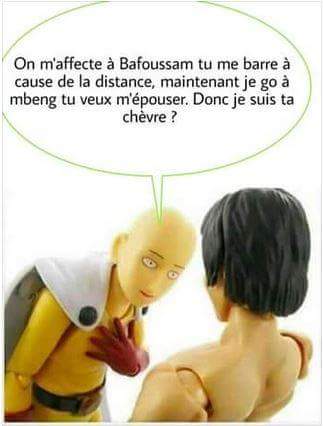 On m'affecte à Bafoussam tu me barre à
cause de la distance, maintenant je go à
mbeng tu veux m'épouser. Donc je suis ta
chèvre ?